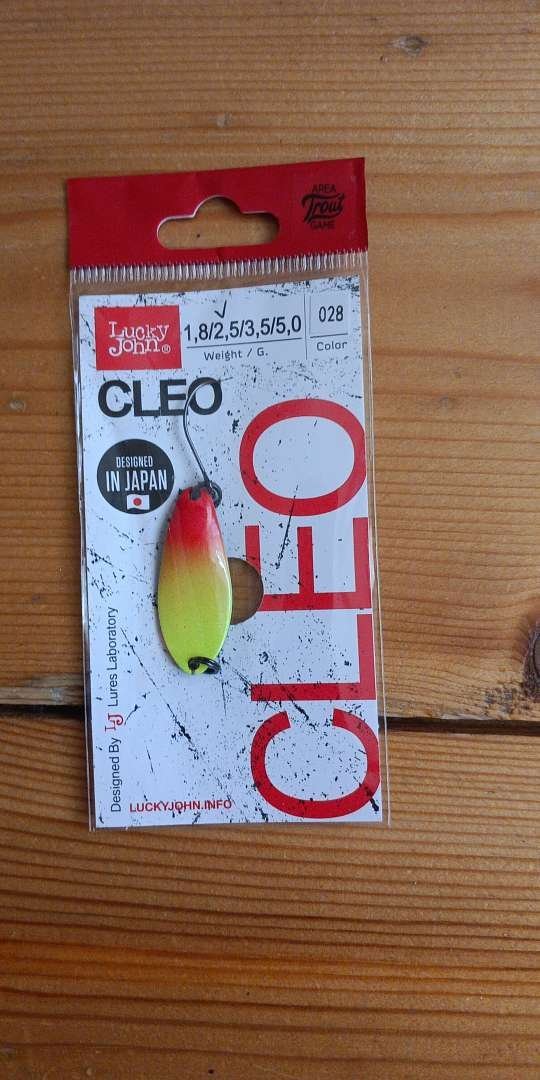 AREA
Trout
GAME
Lucky
John®
1,8/2,5/3,5/5,0
Weight / G.
028
Color
CLEO
DESIGNED
IN JAPAN
CLEO
Designed By LJ Lures Laboratory
LUCKYJOHN.INFO